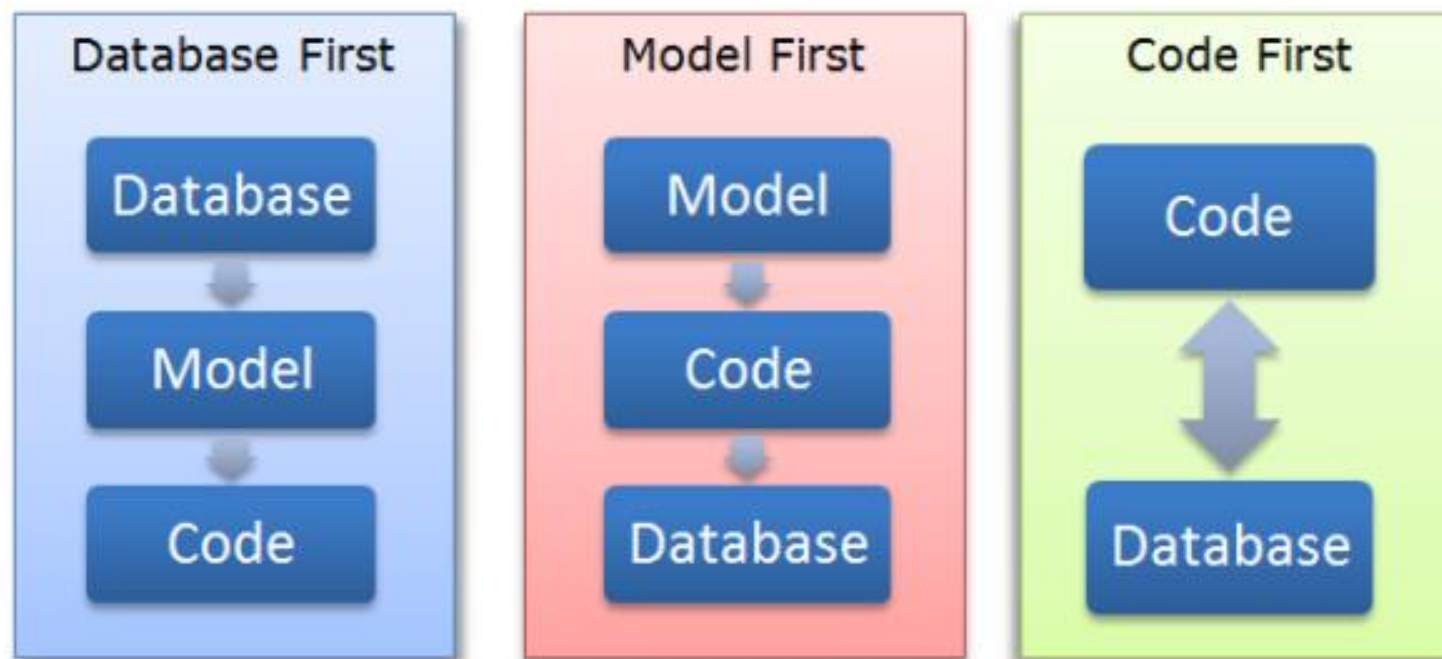 Database First
Database
Model
Code
Model First
Model
Code
Database
Code First
Code
Database